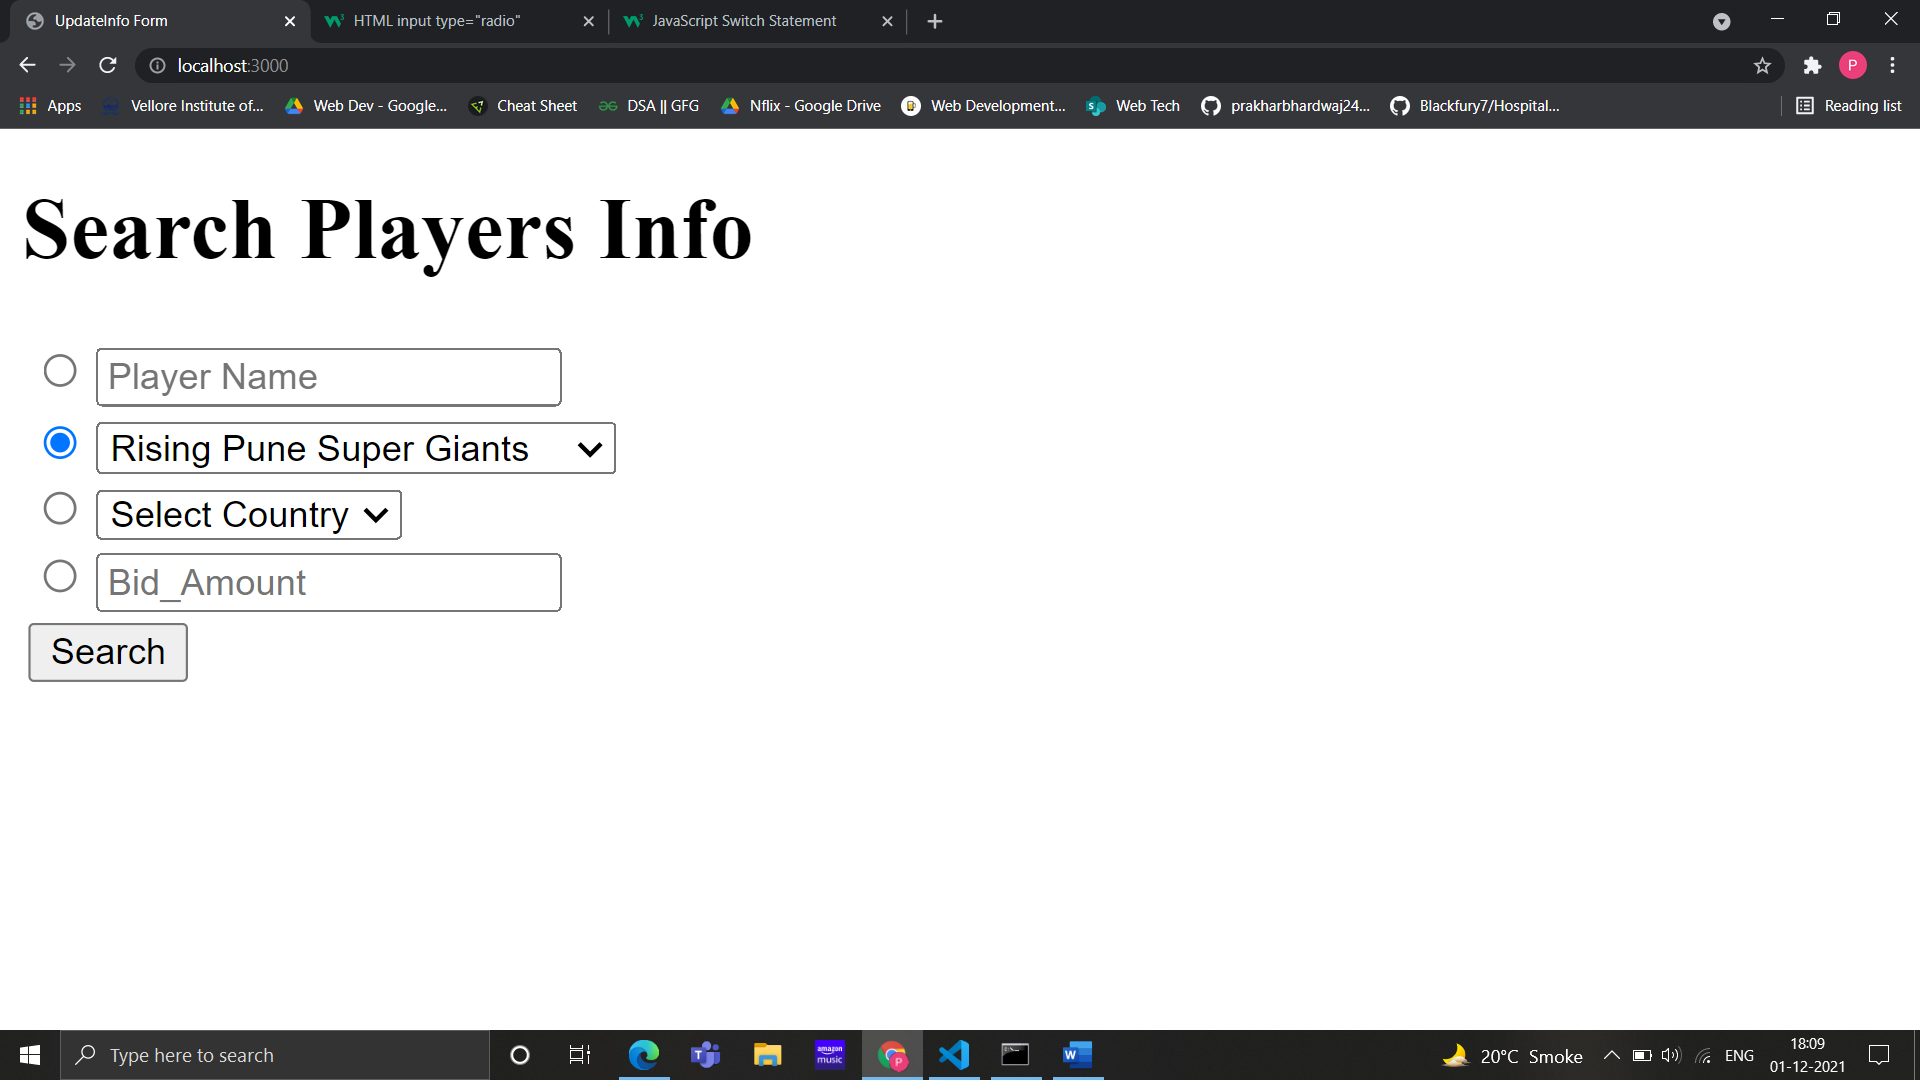 UpdateInfo Form
HTML input type="radio"
JavaScript Switch Statement
localhost:3000
P
Apps
Vellore Institute of...
Web Dev - Google...
Cheat Sheet
DSA || GFG
Nflix - Google Drive
Web Development...
Web Tech
prakharbhardwaj24...
Blackfury7/Hospital...
Reading list
Search Players Info
Player Name
Rising Pune Super Giants
Select Country
Bid_Amount
Search
Type here to search
amazon
music
20°C Smoke
ENG
18:09
01-12-2021